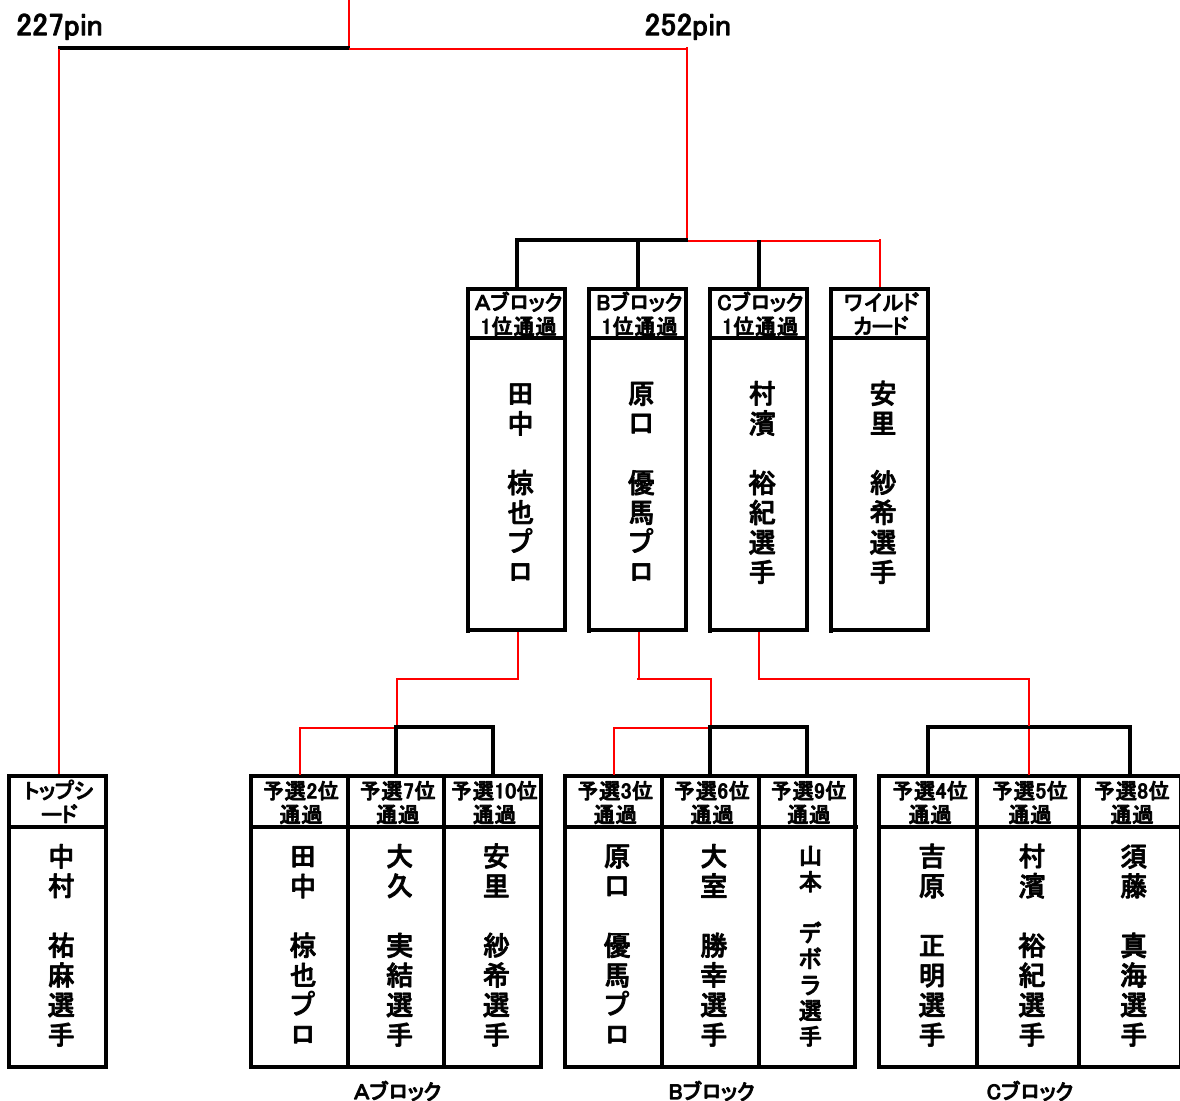 227pin
252pin
Aブロック
1位通過
Bブロック
1位通過
Cブロック
1位通過
ワイルド
カード
田中　椋也プロ
原口　優馬プロ
村濱　裕紀選手
安里　紗希選手
トップシ
ード
予選2位
通過
予選7位
通過
予選10位
通過
予選3位
通過
予選6位
通過
予選9位
通過
予選4位
通過
予選5位
通過
予選8位
通過
中村　祐麻選手
田中　椋也プロ
大久　実結選手
安里　紗希選手
原口　優馬プロ
大室　勝幸選手
山本　デボラ選手
吉原　正明選手
村濱　裕紀選手
須藤　真海選手
Aブロック
Bブロック
Cブロック